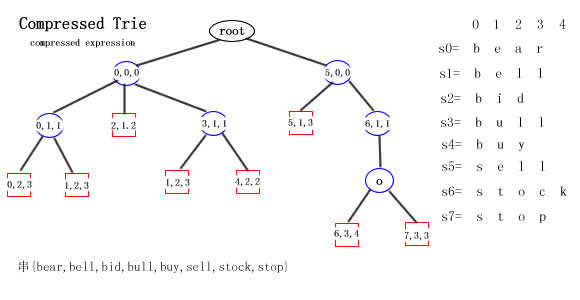 Compressed Trie
compressed expression
root
0 1 2 3 4
s0= b e a r
s1= b e l l
s2= b i d
s3= b u l l
s4= b u y
s5= s e l l
s6= s t o c k
s7= s t o p
0,0,0
5,0,0
0,1,1
2,1.2
3,1,1
5,1,3
6,1,1
0,2,3
1,2,3
1,2,3
4,2,2
o
6,3,4
7,3,3
串{bear,bell,bid,bull,buy,sell,stock,stop}